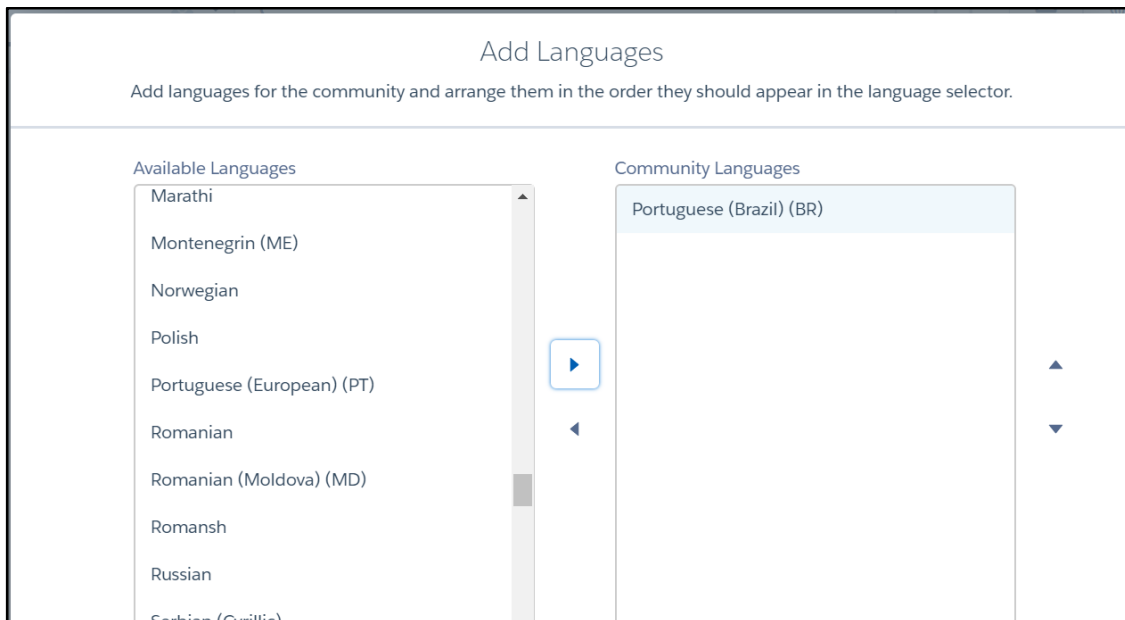 Add Languages
Add languages for the community and arrange them in the order they should appear in the language selector.
Available Languages
Marathi
Montenegrin (ME)
Norwegian
Polish
Portuguese (European) (PT)
Romanian
Romanian (Moldova) (MD)
Romansh
Russian
Serbian (Cyrillic)
Community Languages
Portuguese (Brazil) (BR)